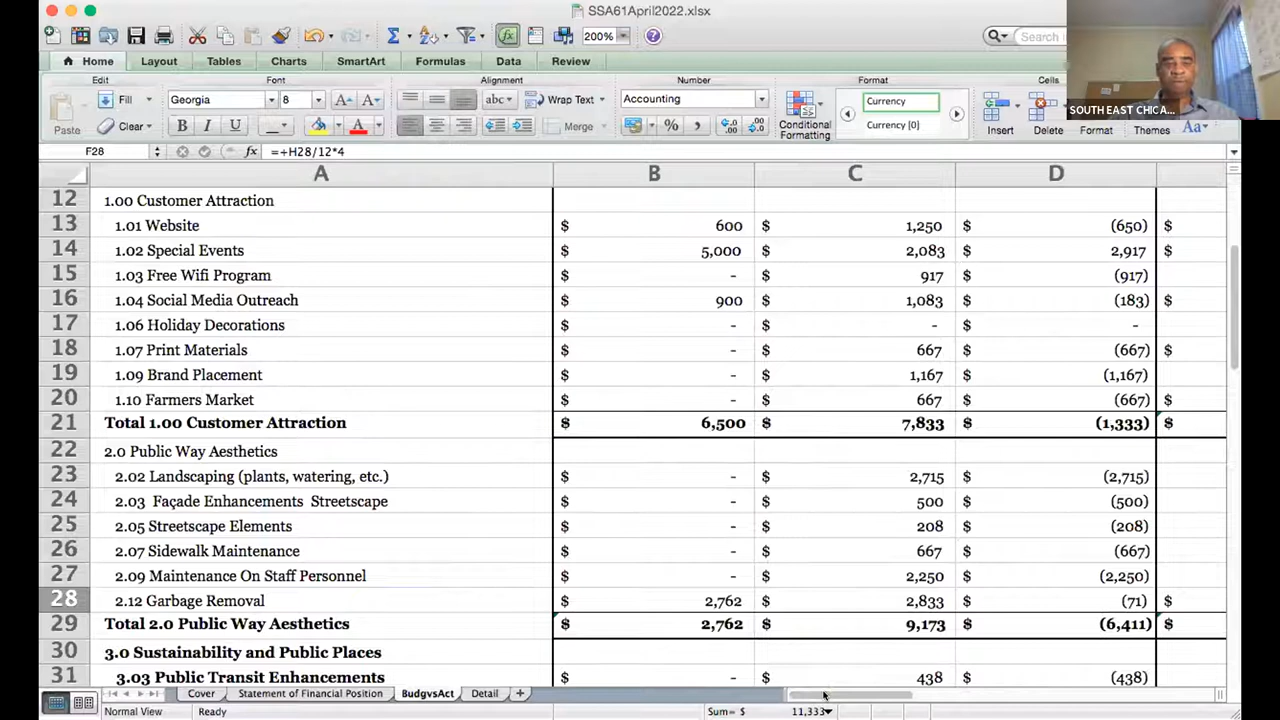 SSA61April2022.xlsx
200%
Search In
Home Layout Tables Charts SmartArt Formulas Data Review
Edit Font Alignment Number Format Cells
Paste Fill Clear
Georgia 8
B I U
abc Wrap Text
Merge
Accounting
%
Conditional Formatting
Currency
Currency [0]
Insert Delete Format Themes Aa
SOUTH EAST CHICA...
F28 fx =+H28/12*4
A B C D
12 1.00 Customer Attraction
13 1.01 Website $ 600 $ 1,250 $ (650) $
14 1.02 Special Events $ 5,000 $ 2,083 $ 2,917 $
15 1.03 Free Wifi Program $ - $ 917 $ (917)
16 1.04 Social Media Outreach $ 900 $ 1,083 $ (183) $
17 1.06 Holiday Decorations $ - $ - $ -
18 1.07 Print Materials $ - $ 667 $ (667) $
19 1.09 Brand Placement $ - $ 1,167 $ (1,167)
20 1.10 Farmers Market $ - $ 667 $ (667) $
21 Total 1.00 Customer Attraction $ 6,500 $ 7,833 $ (1,333) $
22 2.0 Public Way Aesthetics
23 2.02 Landscaping (plants, watering, etc.) $ - $ 2,715 $ (2,715)
24 2.03 Façade Enhancements Streetscape $ - $ 500 $ (500)
25 2.05 Streetscape Elements $ - $ 208 $ (208)
26 2.07 Sidewalk Maintenance $ - $ 667 $ (667)
27 2.09 Maintenance On Staff Personnel $ - $ 2,250 $ (2,250)
28 2.12 Garbage Removal $ 2,762 $ 2,833 $ (71) $
29 Total 2.0 Public Way Aesthetics $ 2,762 $ 9,173 $ (6,411) $
30 3.0 Sustainability and Public Places
31 3.03 Public Transit Enhancements $ - $ 438 $ (438)
Cover Statement of Financial Position BudgvsAct Detail +
Normal View Ready Sum= $ 11,333